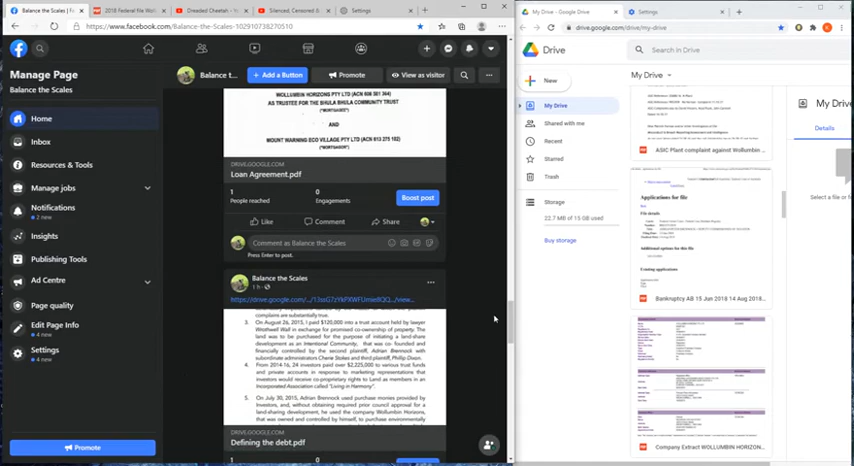 Balance the Scales | Facebook
2018 Federal file Wol
Dreaded Cheetah -
Silenced, Censored &
Settings
https://www.facebook.com/Balance-the-Scales-102910738270510
Manage Page
Balance the Scales
Home
Inbox
Resources & Tools
Manage jobs
Notifications
2 new
Insights
Publishing Tools
Ad Centre
Page quality
Edit Page Info
4 new
Settings
4 new
Promote
Balance t...
+ Add a Button
Promote
View as visitor
WOLLUMBIN HORIZONS PTY LTD (ACN 608 301 364)
AS TRUSTEE FOR THE BHULA BHULA COMMUNITY TRUST
("MORTGAGEE")
AND
MOUNT WARNING ECO VILLAGE PTY LTD (ACN 613 275 102)
("MORTGAGOR")
DRIVE.GOOGLE.COM
Loan Agreement.pdf
1
People reached
0
Engagements
Boost post
Like
Comment
Share
Comment as Balance the Scales
Press Enter to post.
Balance the Scales
1 h
complaints are substantially true.
3. On August 26, 2015, I paid $120,000 into a trust account held by lawyer
Wrothwell Wall in exchange for promised co-ownership of property. The
land was to be purchased for the purpose of initiating a land-share
development as an Intentional Community, that was co-founded and
financially controlled by the second plaintiff, Adrian Brennock with
subordinate administrators Cherie Stokes and third plaintiff, Phillip Dixon.
4. From 2014-16, 24 investors paid over $2,225,000 to various trust funds
and private accounts in response to marketing representations that
investors would receive co-proprietary rights to Land as members in an
Incorporated Association called "Living in Harmony".
5. On July 30, 2015, Adrian Brennock used purchase monies provided by
Investors, and, without obtaining required prior council approval for a
land-sharing development, he used the company Wollumbin Horizons,
that was owned and controlled by himself, to purchase environmentally
DRIVE.GOOGLE.COM
Defining the debt.pdf
My Drive - Google Drive
Settings
drive.google.com/drive/my-drive
Drive
Search in Drive
New
My Drive
Shared with me
Recent
Starred
Trash
Storage
22.7 MB of 15 GB used
Buy storage
My Drive
ASIC Plant complaint against Wollumbin ...
Applications for file
File details
Additional options for this file
Existing applications
Bankruptcy AB 15 Jun 2018 14 Aug 2018...
Company Extract WOLLUMBIN HORIZON...
My Drive
Details
Select a file or f